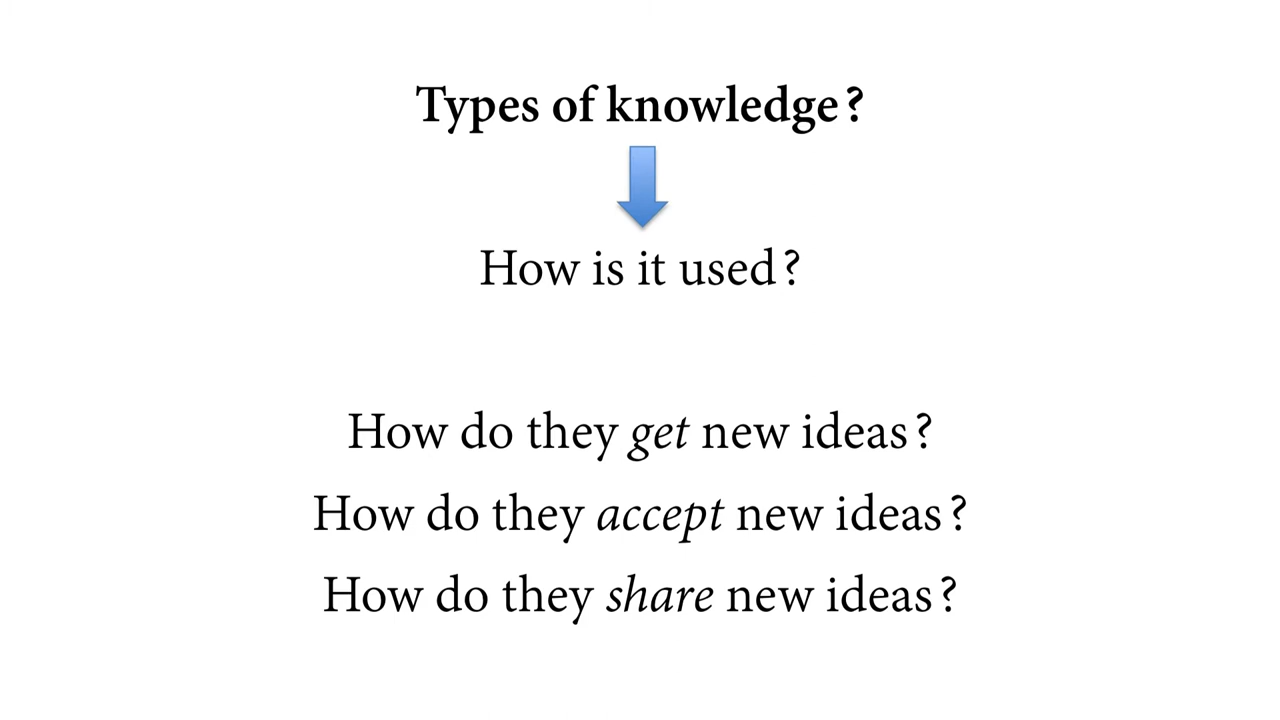 Types of knowledge?
How is it used?
How do they get new ideas?
How do they accept new ideas?
How do they share new ideas?